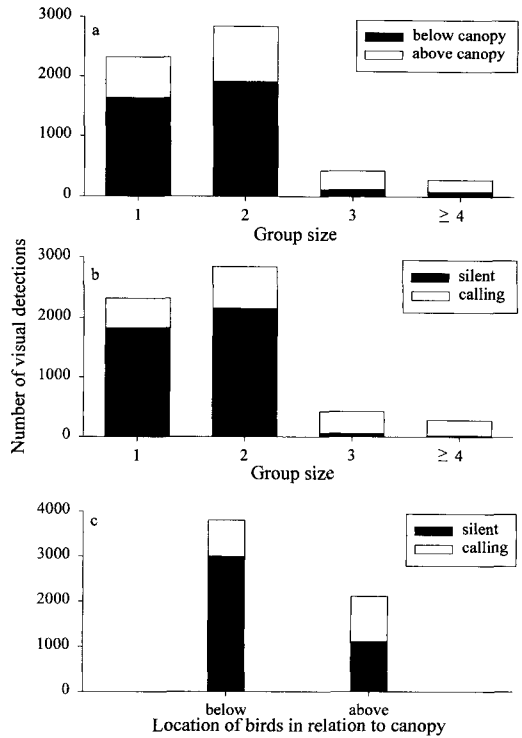 a
3000
2000
1000
0
below canopy
above canopy
1 2 3 ≥ 4
Group size
Number of visual detections
b
3000
2000
1000
0
silent
calling
1 2 3 ≥ 4
Group size
c
4000
3000
2000
1000
0
silent
calling
below above
Location of birds in relation to canopy